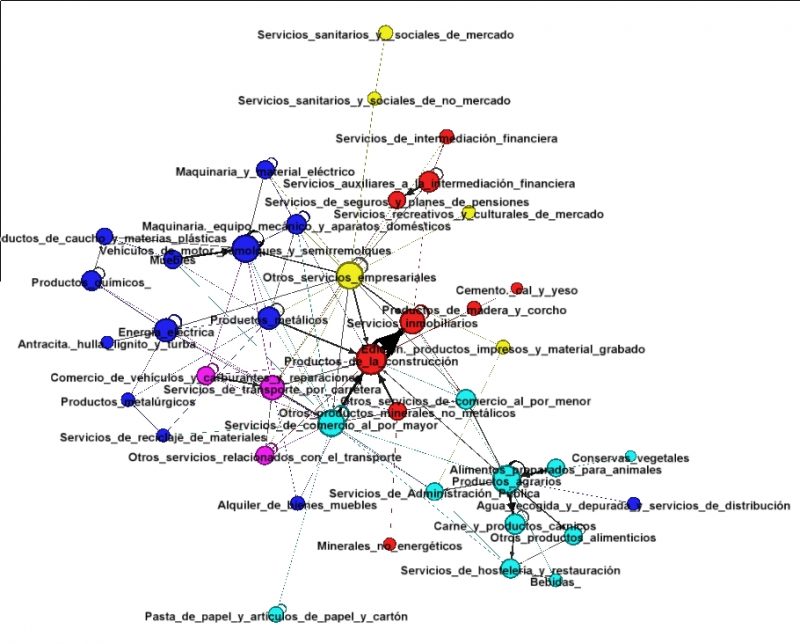 Servicios_sanitarios_y_sociales_de_mercado
Servicios_sanitarios_y_sociales_de_no_mercado
Servicios_de_intermediación_financiera
Maquinaria_y_material_eléctrico
Servicios_auxiliares_a_la_intermediación_financiera
Servicios_de_seguros_y_planes_de_pensiones
Servicios_recreativos_y_culturales_de_mercado
Maquinaria._equipo_mecánico_y_aparatos_domésticos
ductos_de_caucho_y_materias_plásticas
Vehículos_de_motor._remolques_y_semirremolques
Muebles
Otros_servicios_empresariales
Productos_químicos_
Cemento._cal_y_yeso
Productos_de_madera_y_corcho
Productos_metálicos
Servicios_inmobiliarios
Energía_eléctrica
Antracita._hulla._lignito_y_turba
Edición._productos_impresos_y_material_grabado
Productos_de_la_construcción
Comercio_de_vehículos_y_carburantes_y_reparaciones
Servicios_de_transporte_por_carretera
Productos_metalúrgicos
Otros_servicios_de_comercio_al_por_menor
Otros_productos_minerales_no_metálicos
Servicios_de_comercio_al_por_mayor
Servicios_de_reciclaje_de_materiales
Otros_servicios_relacionados_con_el_transporte
Conservas_vegetales
Alimentos_preparados_para_animales
Productos_agrarios
Servicios_de_Administración_Pública
Alquiler_de_bienes_muebles
Agua_recogida_y_depurada_y_servicios_de_distribución
Carne_y_productos_cárnicos
Otros_productos_alimenticios
Minerales_no_energéticos
Servicios_de_hostelería_y_restauración
Bebidas_
Pasta_de_papel_y_artículos_de_papel_y_cartón